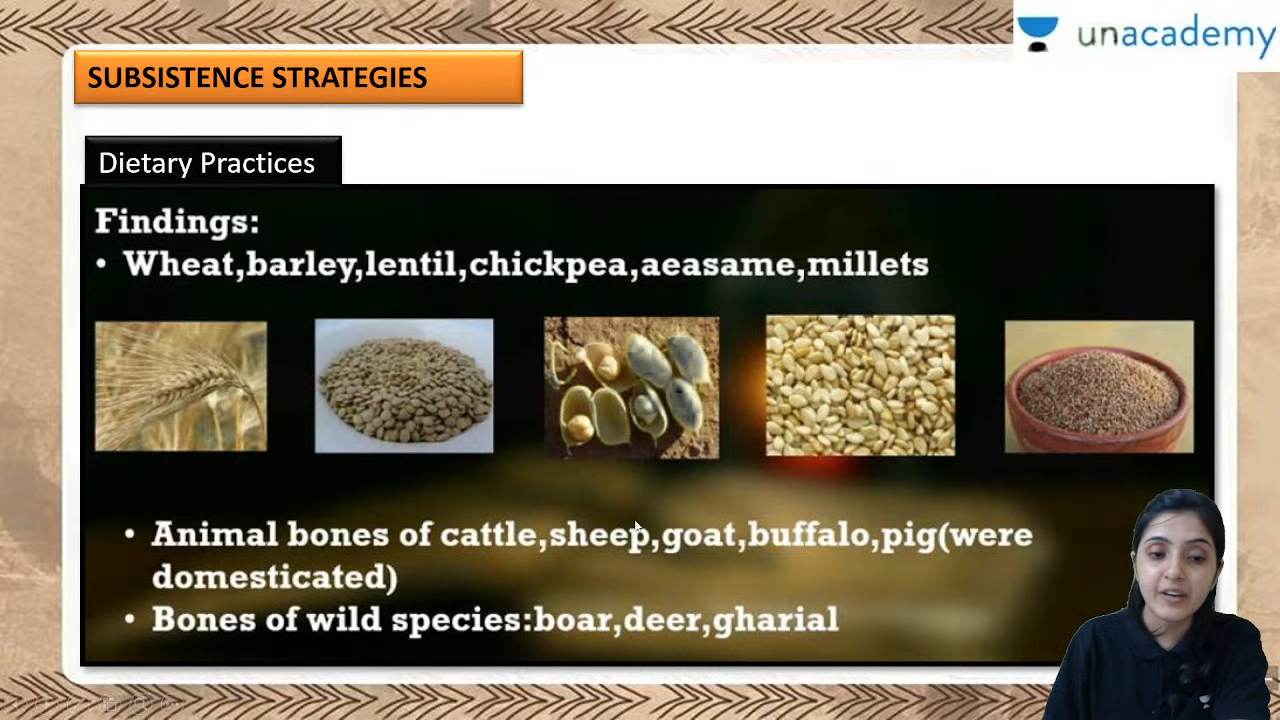 unacademy
SUBSISTENCE STRATEGIES
Dietary Practices
Findings:
• Wheat,barley,lentil,chickpea,aeasame,millets
• Animal bones of cattle,sheep,goat,buffalo,pig(were
domesticated)
• Bones of wild species:boar,deer,gharial